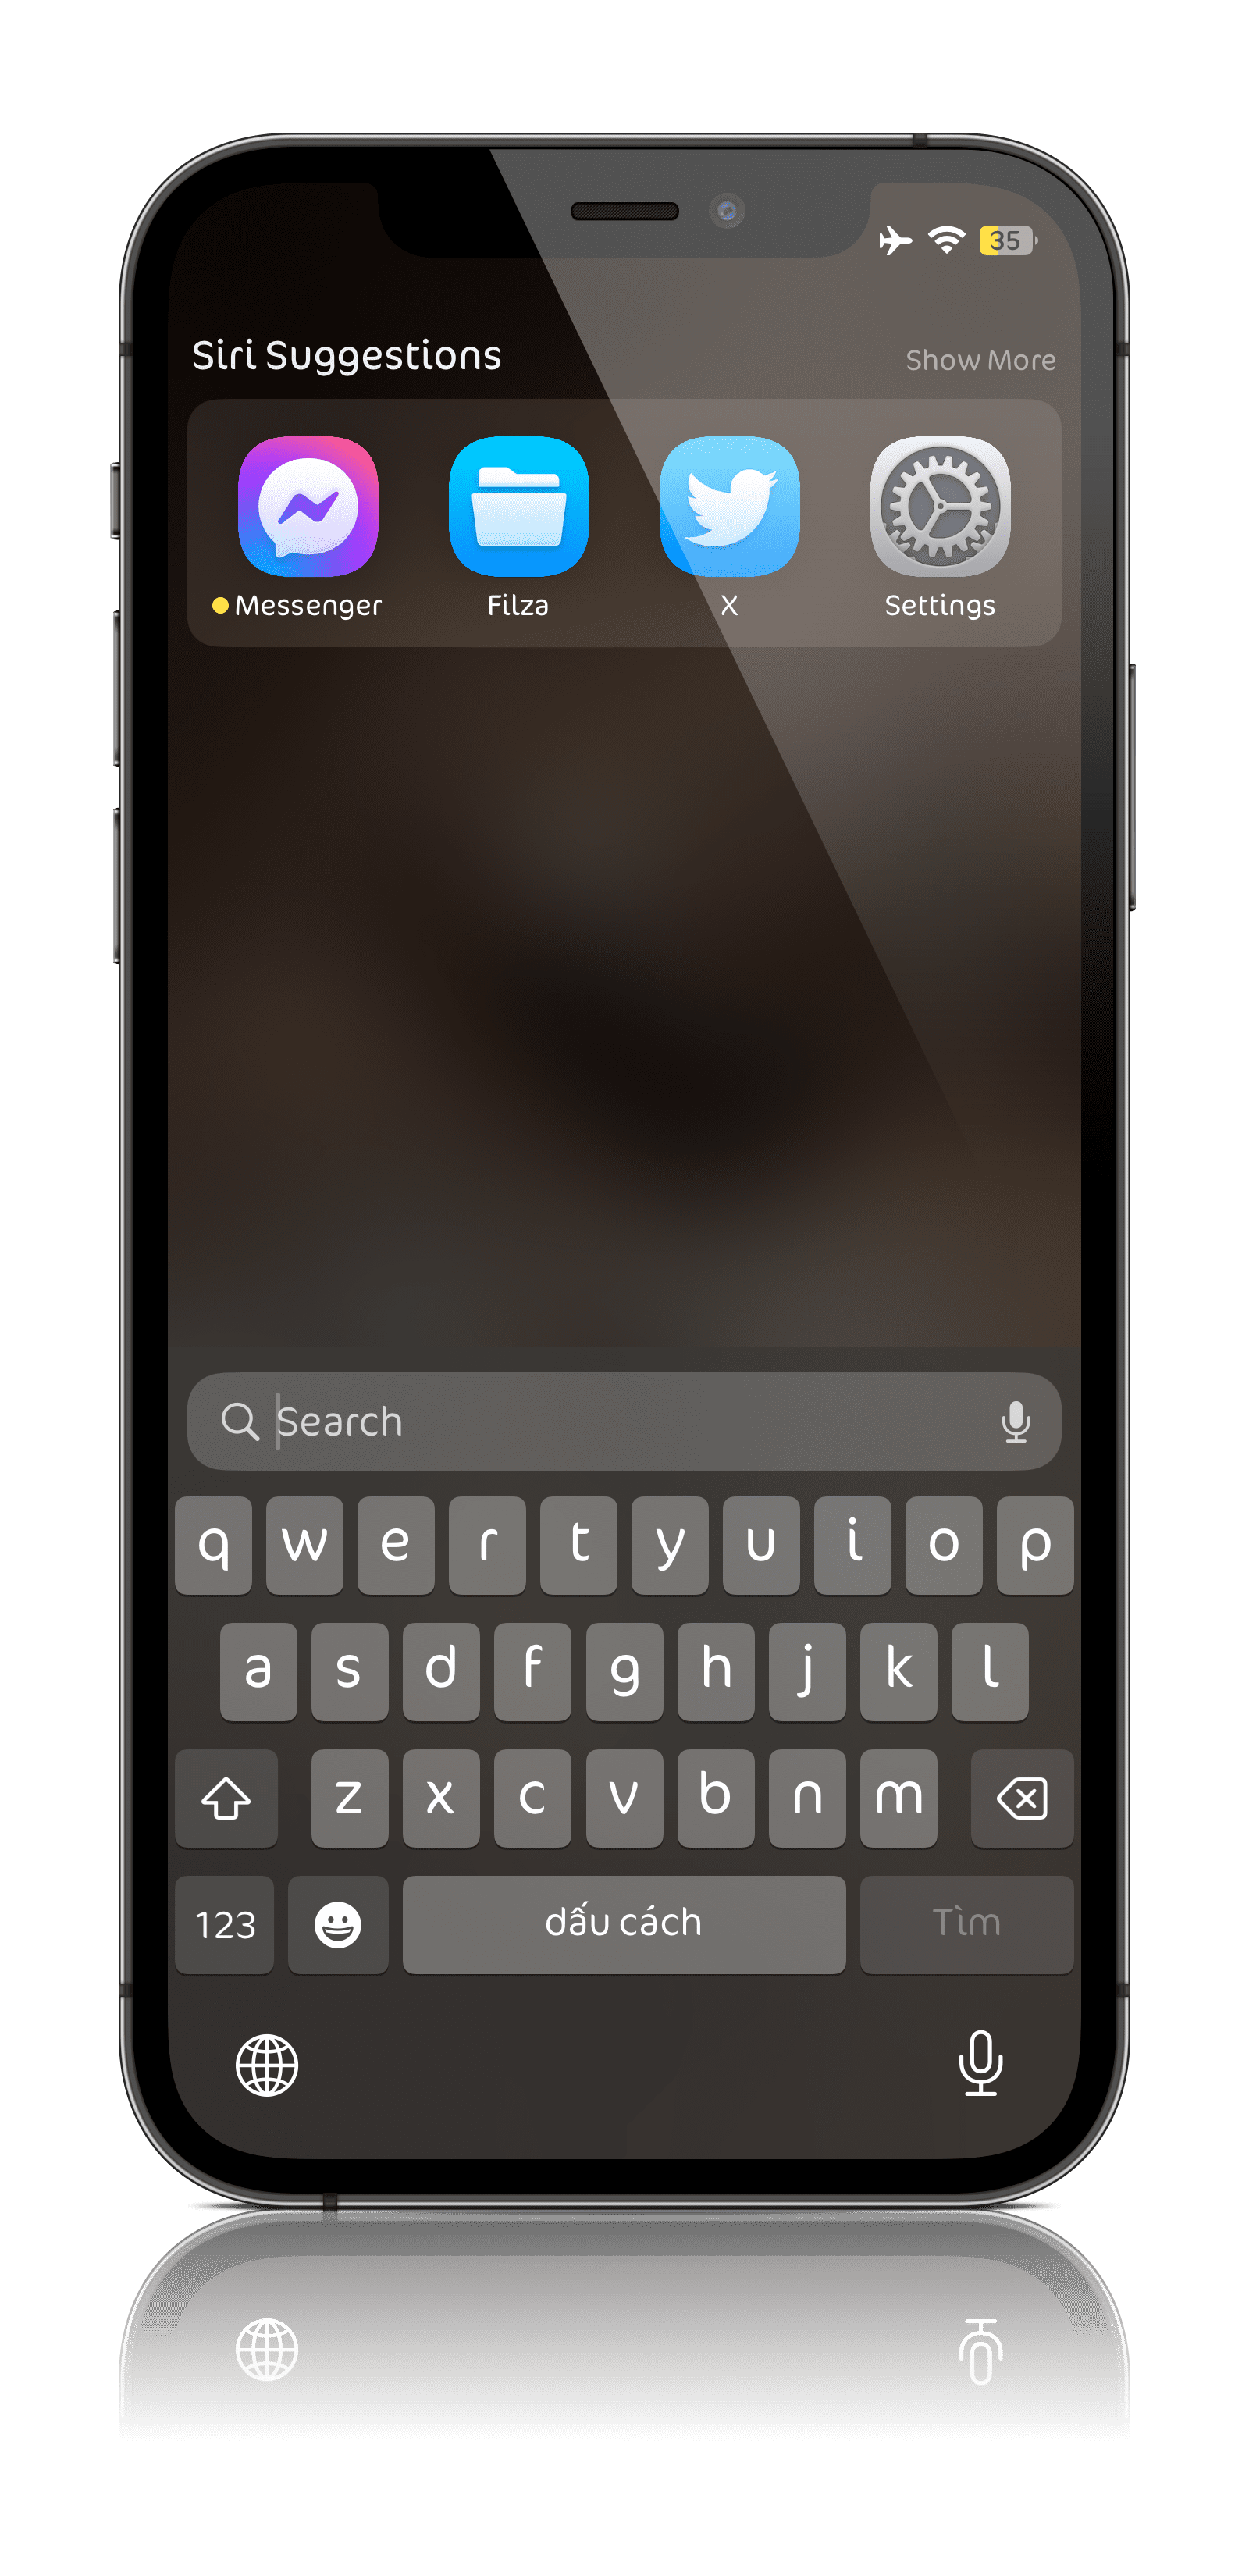 35
Siri Suggestions Show More
Messenger Filza X Settings
Search
q w e r t y u i o p
a s d f g h j k l
z x c v b n m
123 dấu cách Tìm